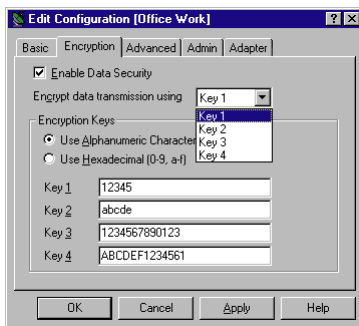 Edit Configuration [Office Work]
Basic Encryption Advanced Admin Adapter
Enable Data Security
Encrypt data transmission using Key 1
Key 1
Key 2
Key 3
Key 4
Encryption Keys
Use Alphanumeric Character
Use Hexadecimal (0-9, a-f)
Key 1 12345
Key 2 abcde
Key 3 1234567890123
Key 4 ABCDEF1234561
OK Cancel Apply Help